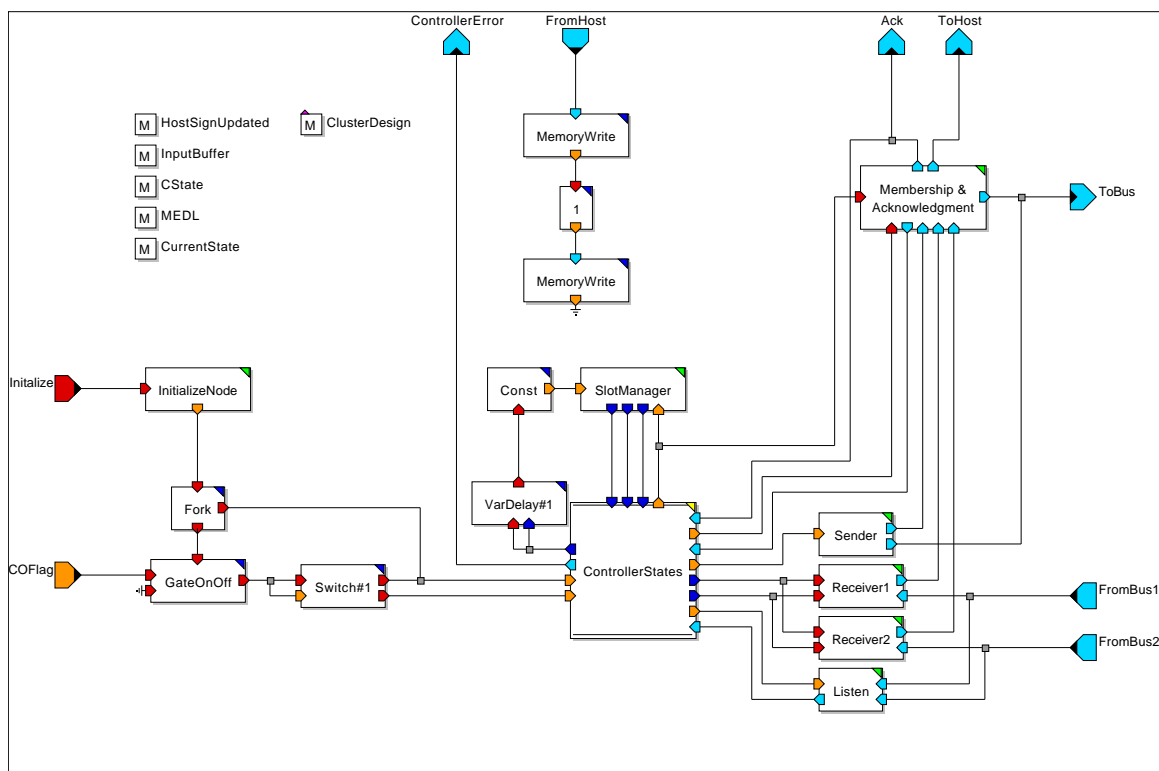 ControllerError
FromHost
Ack
ToHost
M HostSignUpdated
M ClusterDesign
MemoryWrite
M InputBuffer
M CState
Membership &
Acknowledgment
ToBus
1
M MEDL
M CurrentState
MemoryWrite
Initalize
InitializeNode
Const
SlotManager
Fork
VarDelay#1
Sender
COFlag
GateOnOff
Switch#1
ControllerStates
Receiver1
FromBus1
Receiver2
FromBus2
Listen